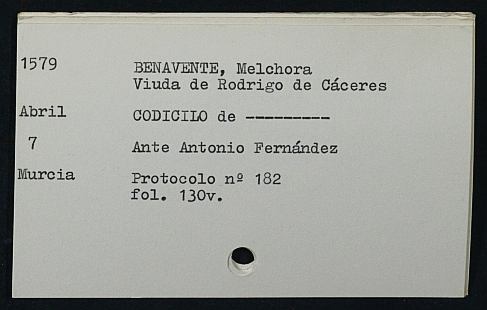 1579 BENAVENTE, Melchora
Viuda de Rodrigo de Cáceres
Abril CODICILO de ---------
7 Ante Antonio Fernández
Murcia Protocolo nº 182
fol. 130v.